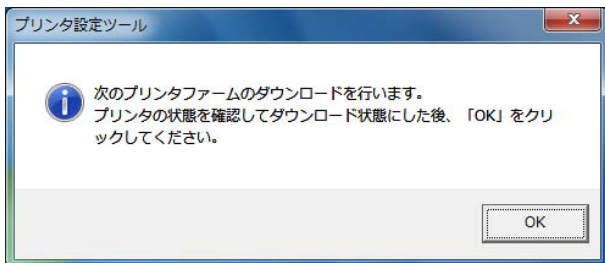 プリンタ設定ツール
次のプリンタファームのダウンロードを行います。
プリンタの状態を確認してダウンロード状態にした後、「OK」をクリ
ックしてください。
OK